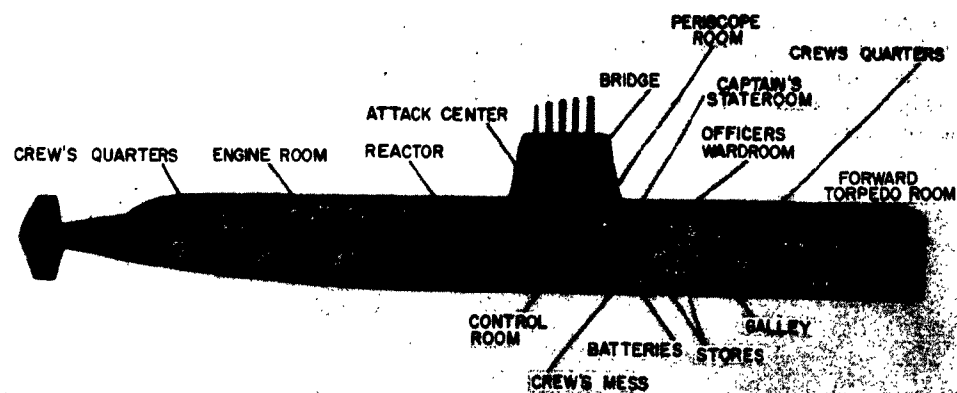 PERISCOPE
ROOM
CREWS QUARTERS
BRIDGE
CAPTAIN'S
STATEROOM
ATTACK CENTER
OFFICERS
WARDROOM
CREW'S QUARTERS
ENGINE ROOM
REACTOR
FORWARD
TORPEDO ROOM
CONTROL
ROOM
GALLEY
BATTERIES
STORES
CREW'S MESS